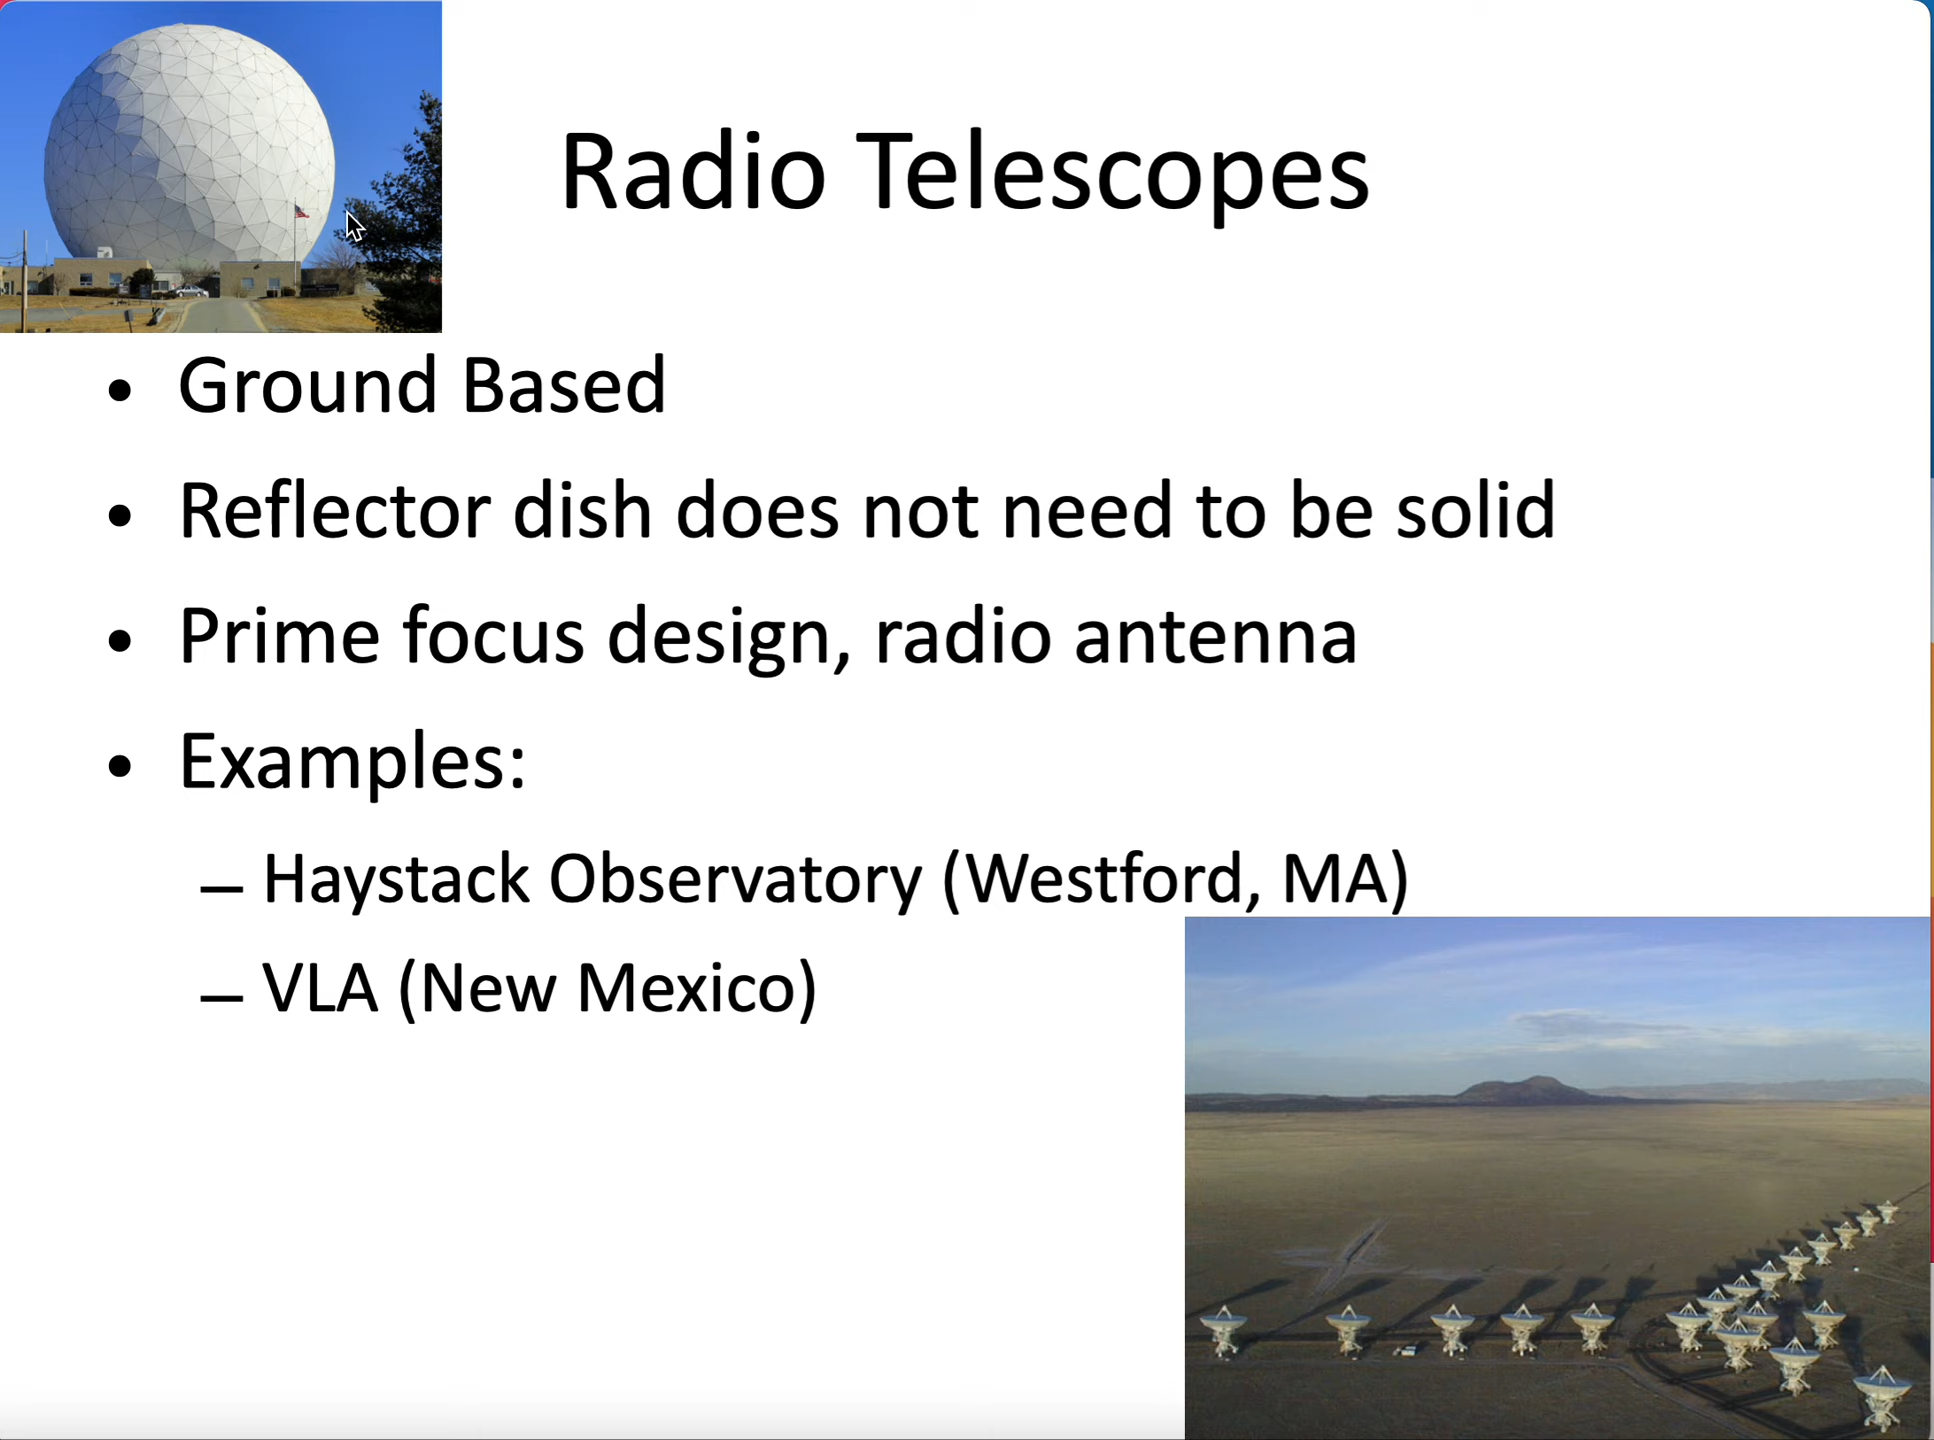 Radio Telescopes
• Ground Based
• Reflector dish does not need to be solid
• Prime focus design, radio antenna
• Examples:
– Haystack Observatory (Westford, MA)
– VLA (New Mexico)